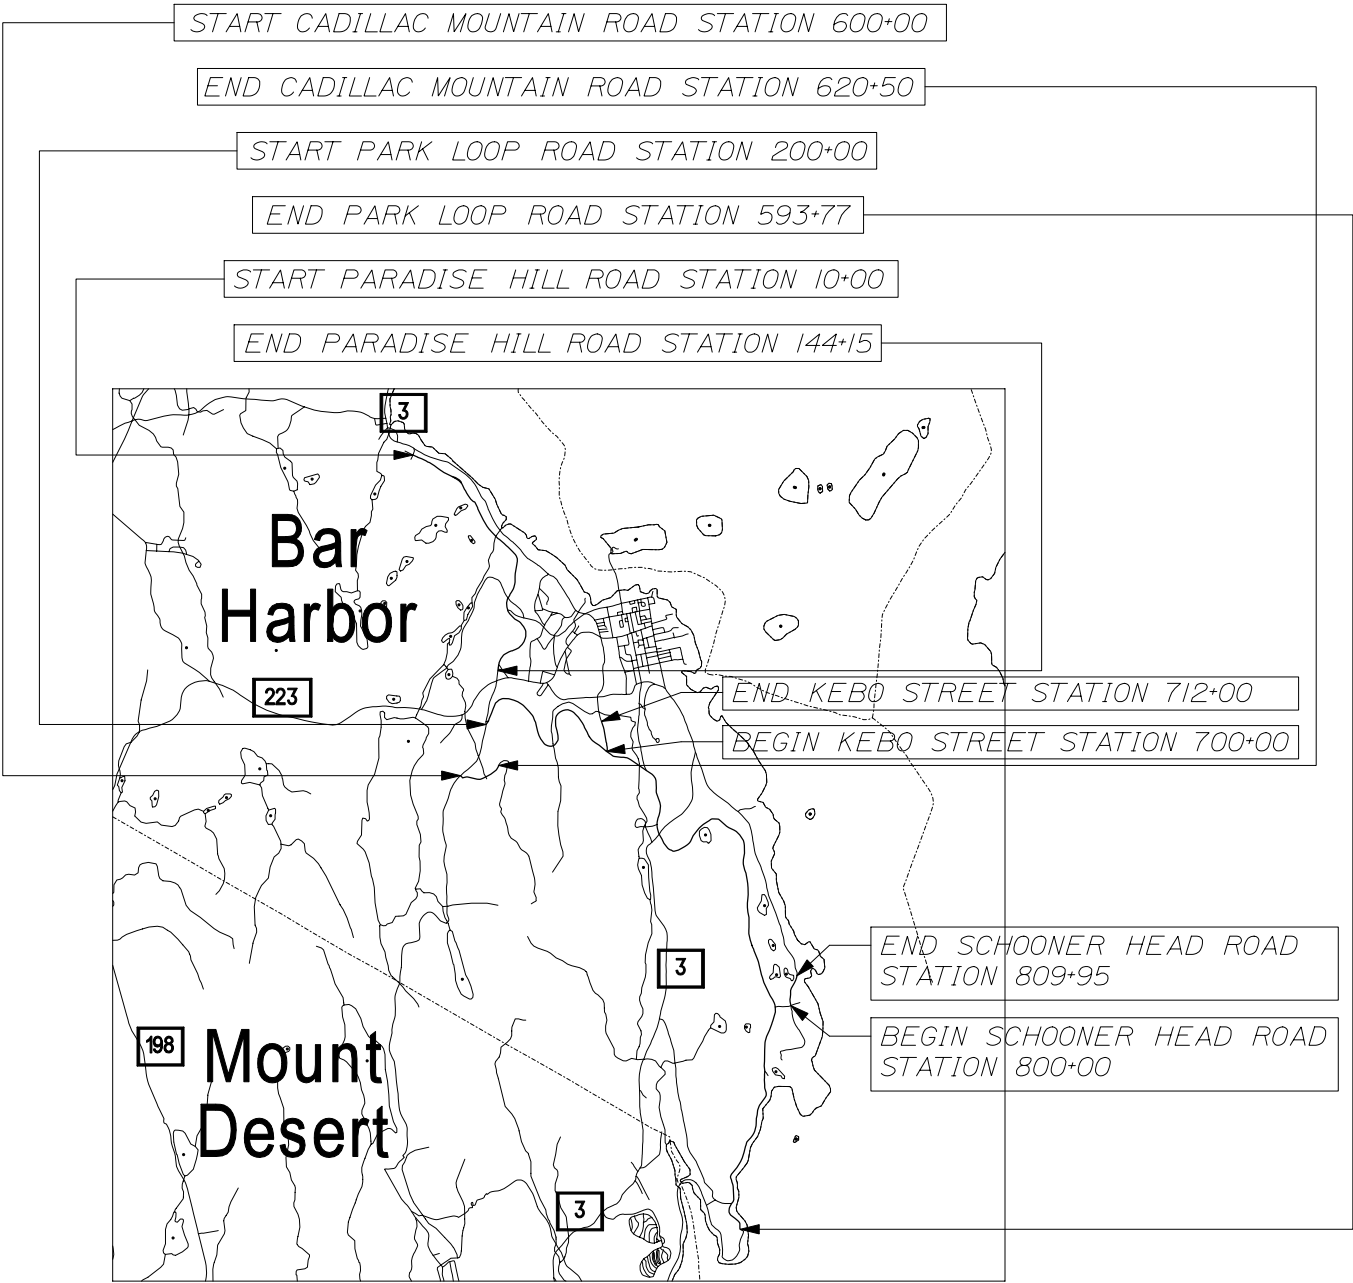 START CADILLAC MOUNTAIN ROAD STATION 600+00
END CADILLAC MOUNTAIN ROAD STATION 620+50
START PARK LOOP ROAD STATION 200+00
END PARK LOOP ROAD STATION 593+77
START PARADISE HILL ROAD STATION 10+00
END PARADISE HILL ROAD STATION 144+15
3
Bar
Harbor
223
END KEBO STREET STATION 712+00
BEGIN KEBO STREET STATION 700+00
END SCHOONER HEAD ROAD
STATION 809+95
3
BEGIN SCHOONER HEAD ROAD
STATION 800+00
198
Mount
Desert
3